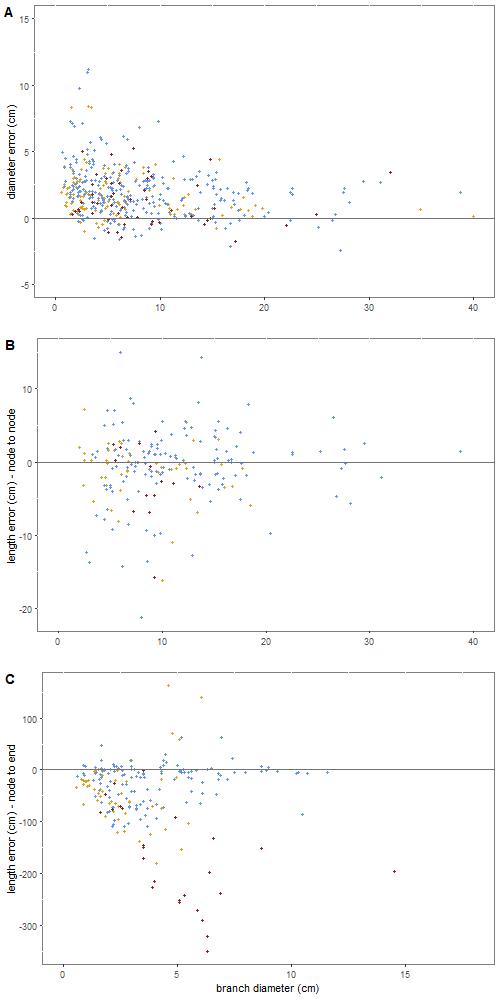 A
diameter error (cm)
15
10
5
0
-5
0 10 20 30 40
B
length error (cm) - node to node
10
0
-10
-20
0 10 20 30 40
C
length error (cm) - node to end
100
0
-100
-200
-300
0 5 10 15
branch diameter (cm)